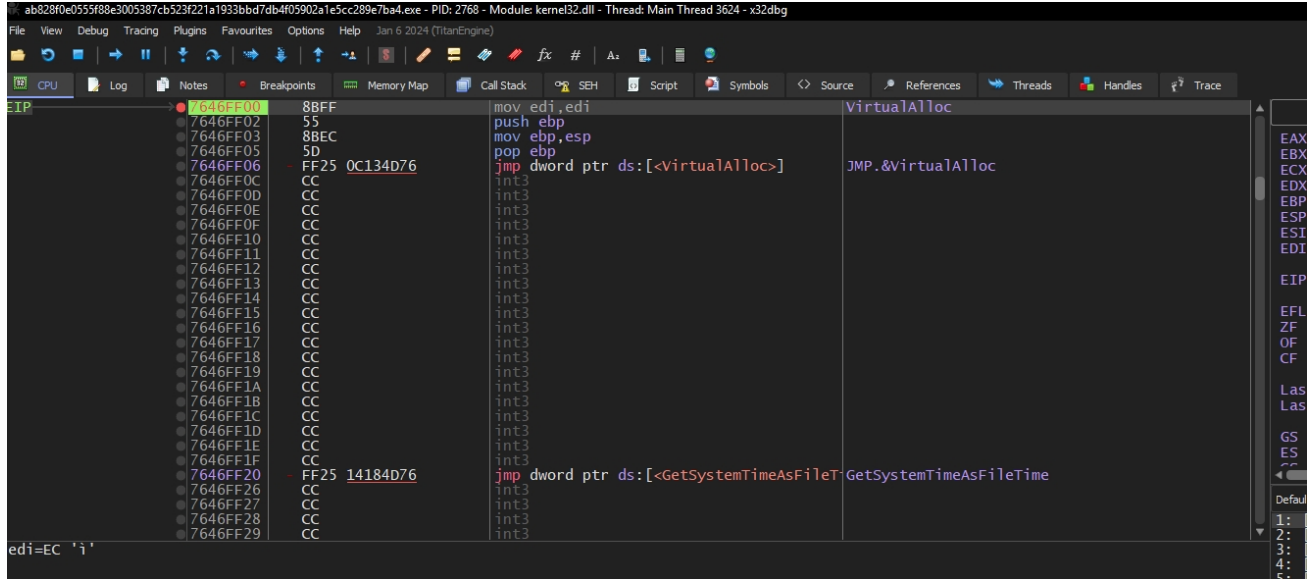 ab828f0e0555f88e3005387cb523f221a1933bbd7db4f05902a1e5cc289e7ba4.exe - PID: 2768 - Module: kernel32.dll - Thread: Main Thread 3624 - x32dbg
File View Debug Tracing Plugins Favourites Options Help Jan 6 2024 (TitanEngine)
CPU Log Notes Breakpoints Memory Map Call Stack SEH Script Symbols <> Source References Threads Handles Trace
EIP 7646FF00 8BFF mov edi,edi VirtualAlloc
7646FF02 55 push ebp
7646FF03 8BEC mov ebp,esp
7646FF05 5D pop ebp
7646FF06 FF25 0C134D76 jmp dword ptr ds:[<VirtualAlloc>] JMP.&VirtualAlloc
7646FF0C CC int3
7646FF0D CC int3
7646FF0E CC int3
7646FF0F CC int3
7646FF10 CC int3
7646FF11 CC int3
7646FF12 CC int3
7646FF13 CC int3
7646FF14 CC int3
7646FF15 CC int3
7646FF16 CC int3
7646FF17 CC int3
7646FF18 CC int3
7646FF19 CC int3
7646FF1A CC int3
7646FF1B CC int3
7646FF1C CC int3
7646FF1D CC int3
7646FF1E CC int3
7646FF1F CC int3
7646FF20 FF25 14184D76 jmp dword ptr ds:[<GetSystemTimeAsFileT GetSystemTimeAsFileTime
7646FF26 CC int3
7646FF27 CC int3
7646FF28 CC int3
7646FF29 CC int3
edi=EC 'ì'
EAX
EBX
ECX
EDX
EBP
ESP
ESI
EDI
EIP
EFL
ZF
OF
CF
Las
Las
GS
ES
Defaul
1:
2:
3:
4: